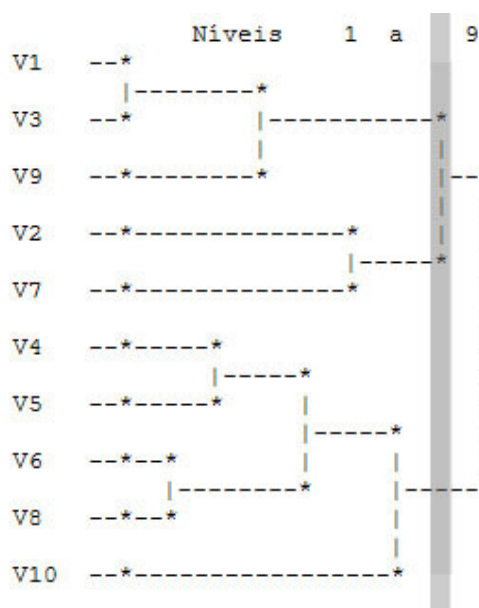 Níveis 1 a 9
V1 --*
|--------*
V3 --* |------------*
| |
V9 --*--------* |--
| |
V2 --*--------------* |
|-----*
V7 --*--------------*
V4 --*-----*
|-----*
V5 --*-----* |
|-----*
V6 --*--* | |
|--------* |-----
V8 --*--* |
|
V10 --*-----------------*